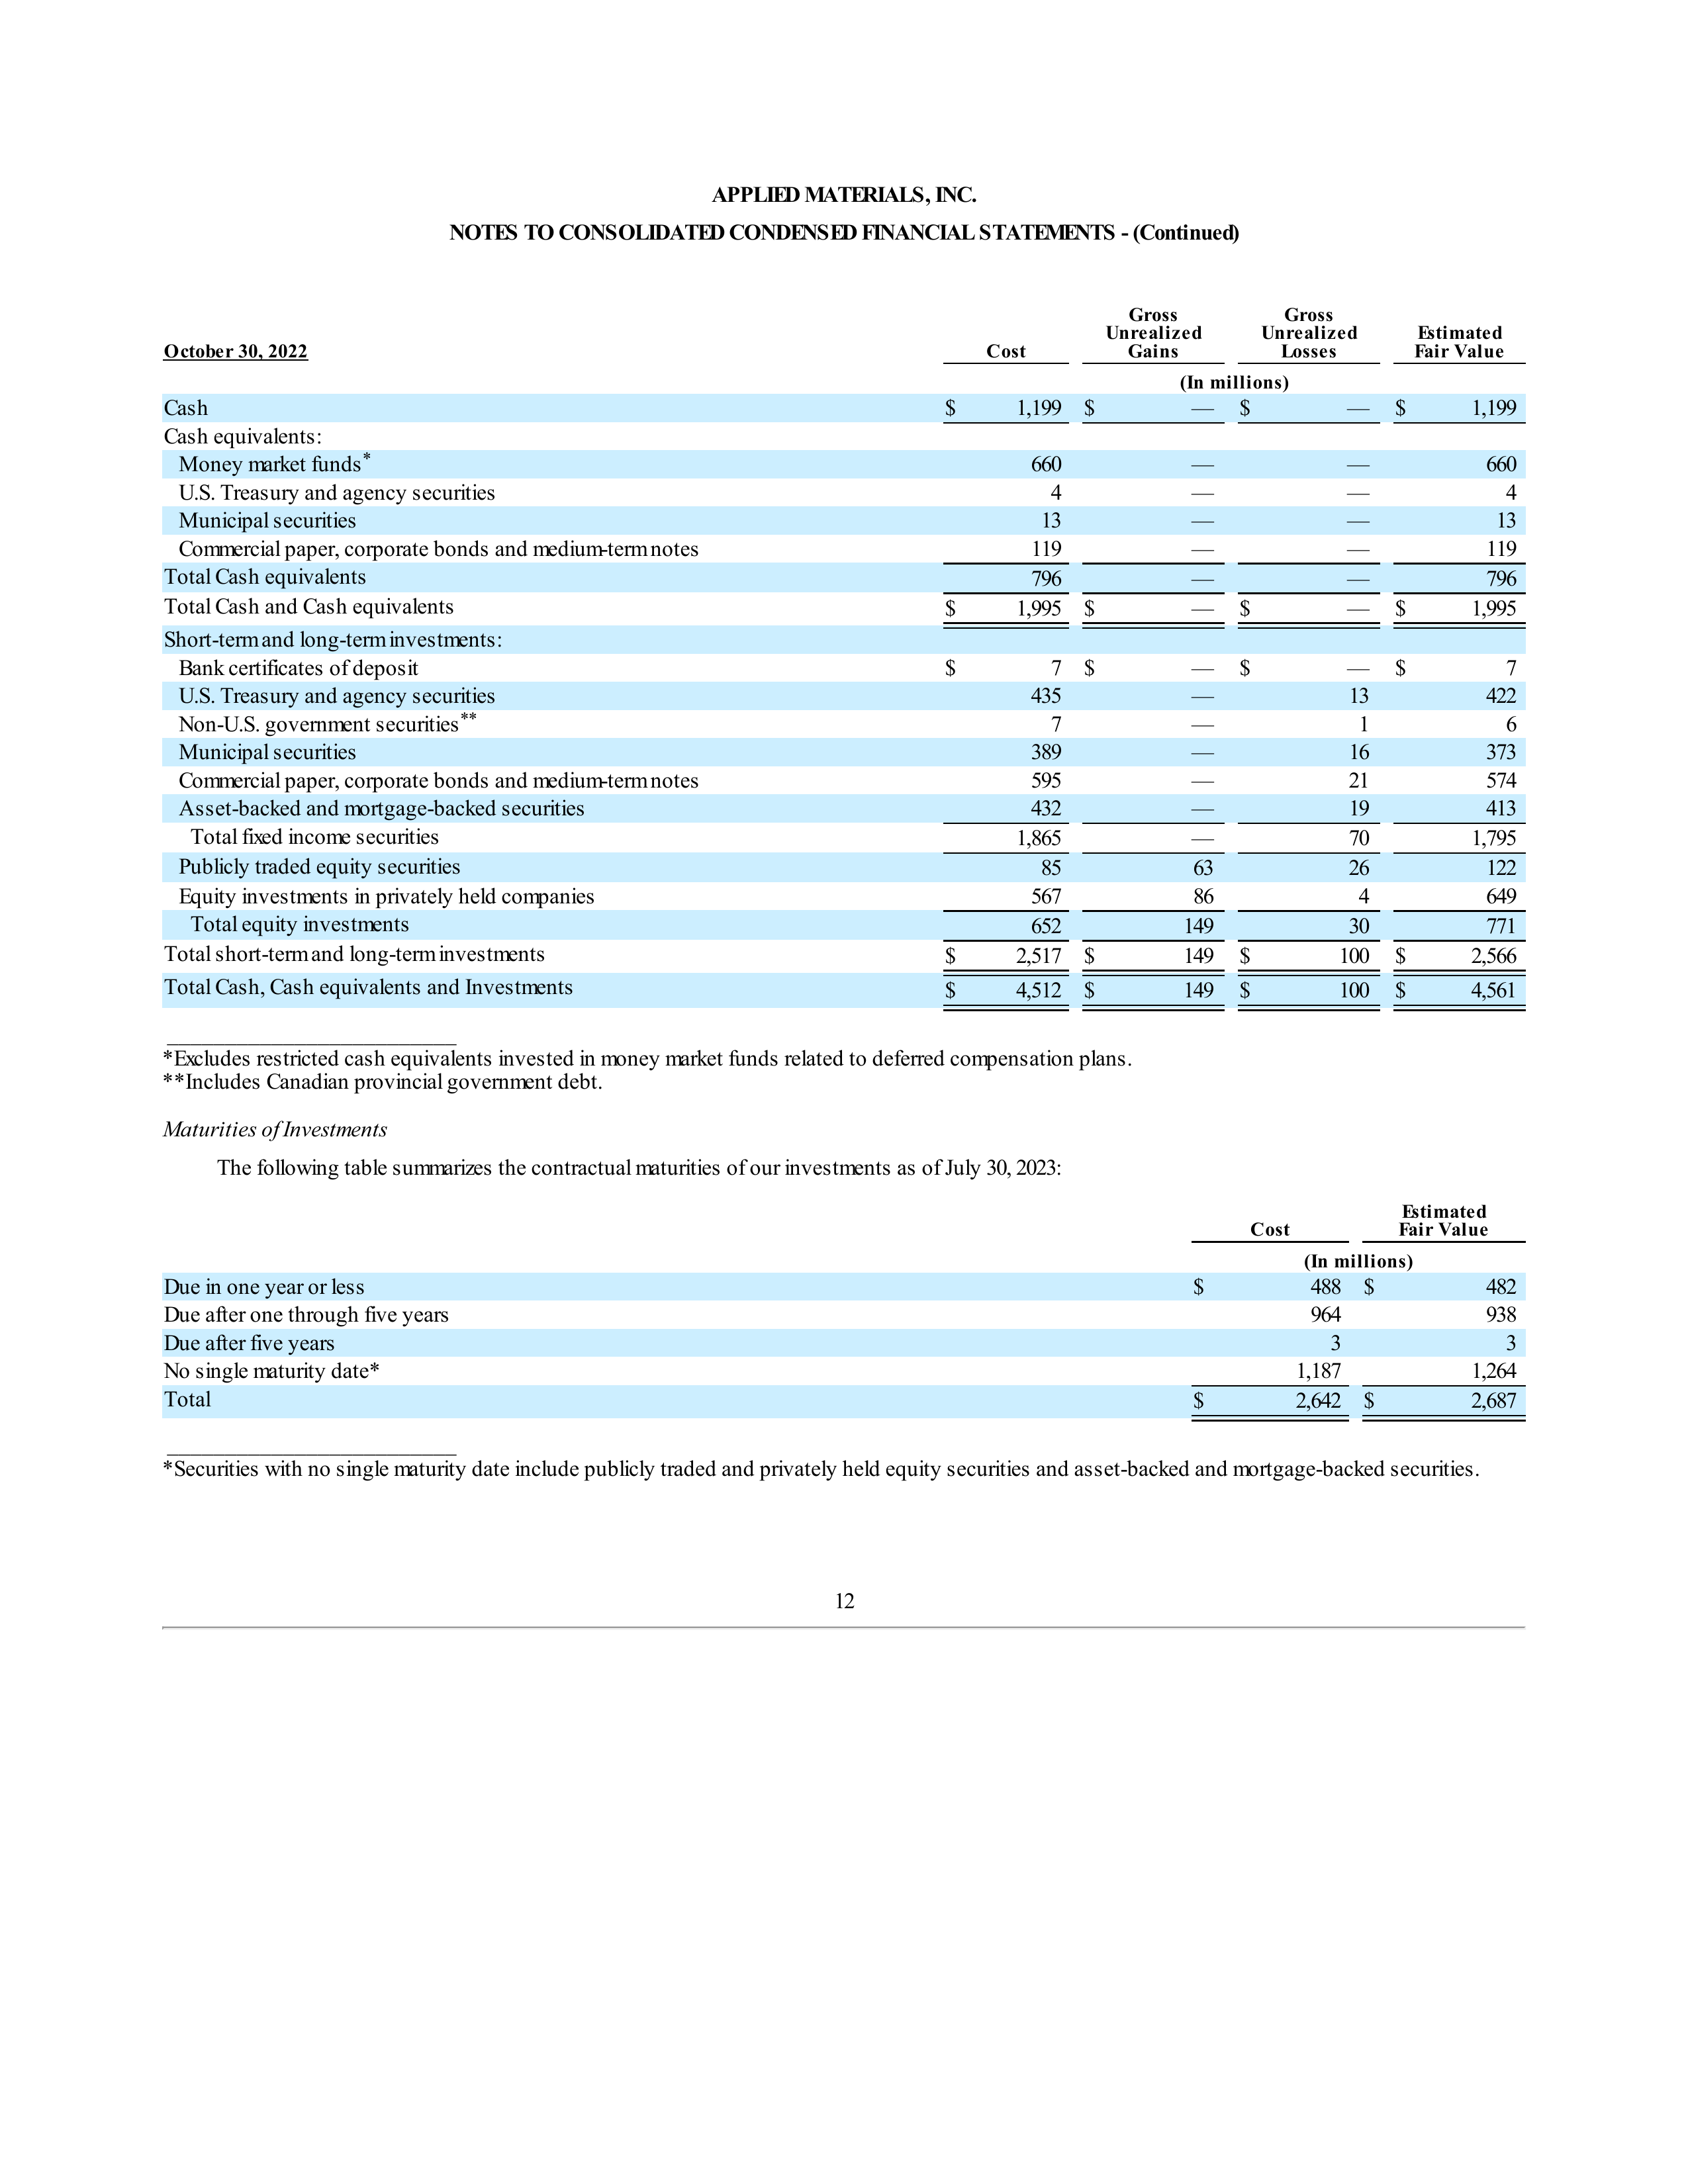 APPLIED MATERIALS, INC.
NOTES TO CONSOLIDATED CONDENSED FINANCIAL STATEMENTS - (Continued)
October 30, 2022 Cost Gross Unrealized Gains Gross Unrealized Losses Estimated Fair Value
(In millions)
Cash $ 1,199 $ — $ — $ 1,199
Cash equivalents:
Money market funds* 660 — — 660
U.S. Treasury and agency securities 4 — — 4
Municipal securities 13 — — 13
Commercial paper, corporate bonds and medium-term notes 119 — — 119
Total Cash equivalents 796 — — 796
Total Cash and Cash equivalents $ 1,995 $ — $ — $ 1,995
Short-term and long-term investments:
Bank certificates of deposit $ 7 $ — $ — $ 7
U.S. Treasury and agency securities 435 — 13 422
Non-U.S. government securities** 7 — 1 6
Municipal securities 389 — 16 373
Commercial paper, corporate bonds and medium-term notes 595 — 21 574
Asset-backed and mortgage-backed securities 432 — 19 413
Total fixed income securities 1,865 — 70 1,795
Publicly traded equity securities 85 63 26 122
Equity investments in privately held companies 567 86 4 649
Total equity investments 652 149 30 771
Total short-term and long-term investments $ 2,517 $ 149 $ 100 $ 2,566
Total Cash, Cash equivalents and Investments $ 4,512 $ 149 $ 100 $ 4,561
*Excludes restricted cash equivalents invested in money market funds related to deferred compensation plans.
**Includes Canadian provincial government debt.
Maturities of Investments
The following table summarizes the contractual maturities of our investments as of July 30, 2023:
Cost Estimated Fair Value
(In millions)
Due in one year or less $ 488 $ 482
Due after one through five years 964 938
Due after five years 3 3
No single maturity date* 1,187 1,264
Total $ 2,642 $ 2,687
*Securities with no single maturity date include publicly traded and privately held equity securities and asset-backed and mortgage-backed securities.
12